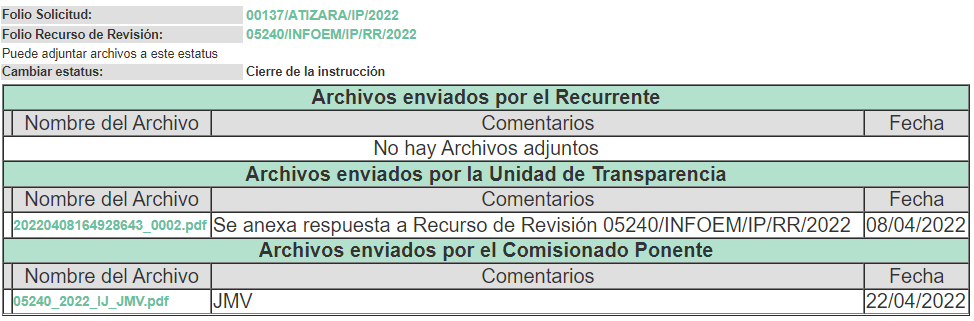 Folio Solicitud: 00137/ATIZARA/IP/2022
Folio Recurso de Revisión: 05240/INFOEM/IP/RR/2022
Puede adjuntar archivos a este estatus
Cambiar estatus: Cierre de la instrucción
Archivos enviados por el Recurrente
Nombre del Archivo Comentarios Fecha
No hay Archivos adjuntos
Archivos enviados por la Unidad de Transparencia
Nombre del Archivo Comentarios Fecha
20220408164928643_0002.pdf Se anexa respuesta a Recurso de Revisión 05240/INFOEM/IP/RR/2022 08/04/2022
Archivos enviados por el Comisionado Ponente
Nombre del Archivo Comentarios Fecha
05240_2022_IJ_JMV.pdf JMV 22/04/2022